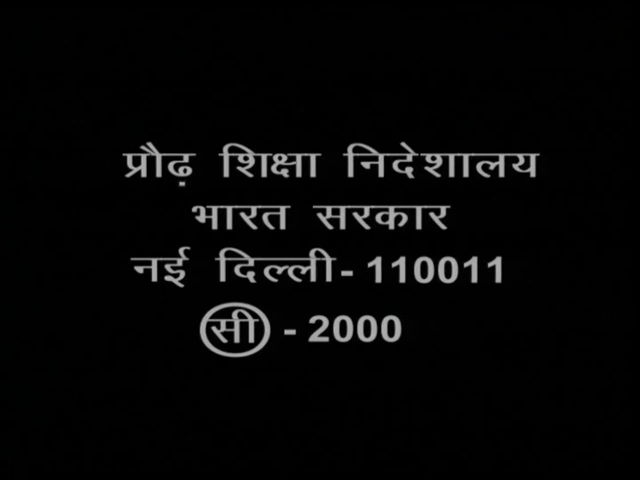 प्रौढ़ शिक्षा निदेशालय
भारत सरकार
नई दिल्ली - 110011
सी - 2000